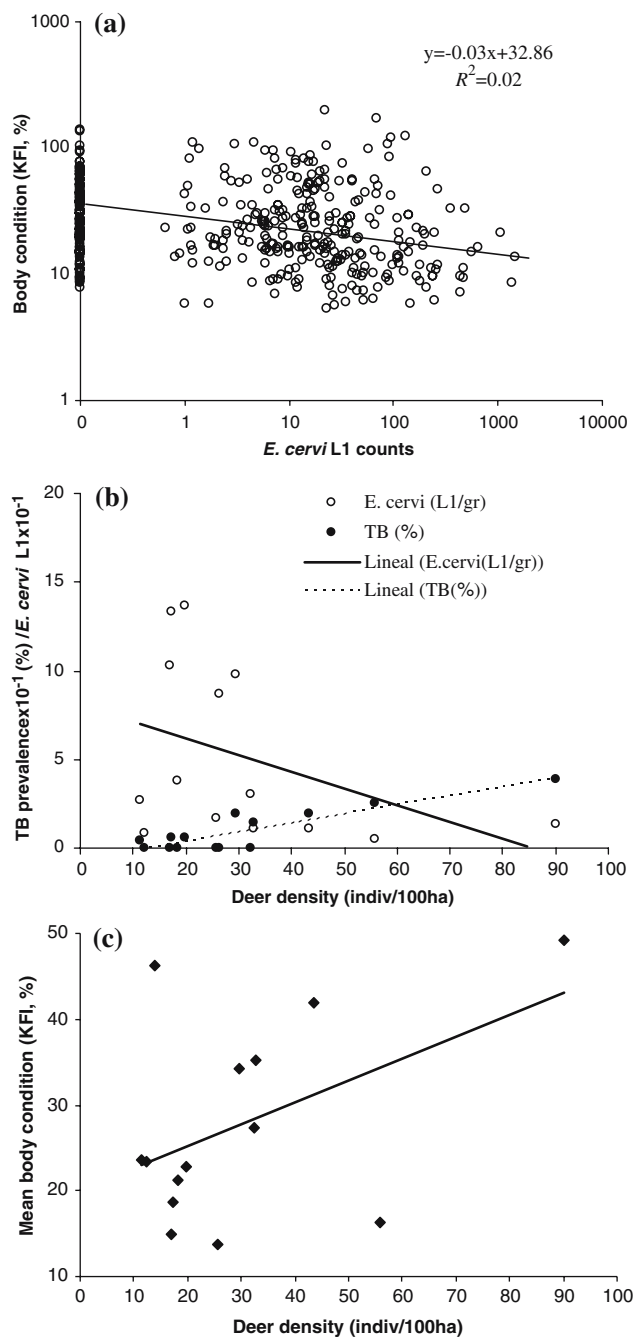 (a)
y=-0.03x+32.86
R²=0.02
Body condition (KFI, %)
1000
100
10
1
0 1 10 100 1000 10000
E. cervi L1 counts
(b)
E. cervi (L1/gr)
TB (%)
Lineal (E.cervi(L1/gr))
Lineal (TB(%))
TB prevalencex10⁻¹ (%) /E. cervi L1x10⁻¹
20
15
10
5
0
0 10 20 30 40 50 60 70 80 90 100
Deer density (indiv/100ha)
(c)
Mean body condition (KFI, %)
50
40
30
20
10
0 10 20 30 40 50 60 70 80 90 100
Deer density (indiv/100ha)